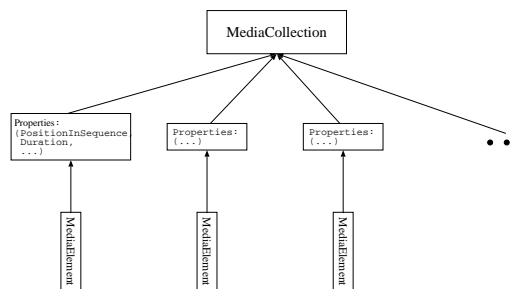 MediaCollection
Properties:
(PositionInSequence,
Duration,
...)
Properties:
(...)
Properties:
(...)
MediaElement
MediaElement
MediaElement